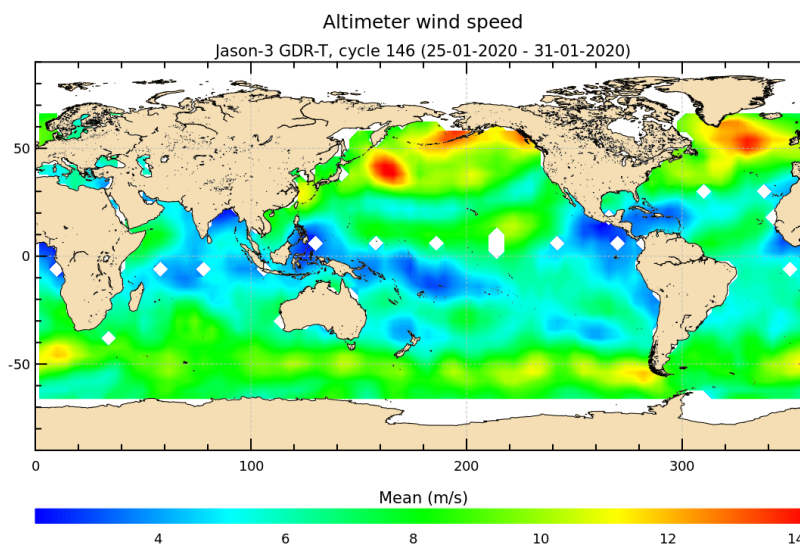 Altimeter wind speed
Jason-3 GDR-T, cycle 146 (25-01-2020 - 31-01-2020)
50
0
-50
0 100 200 300
Mean (m/s)
4 6 8 10 12 14